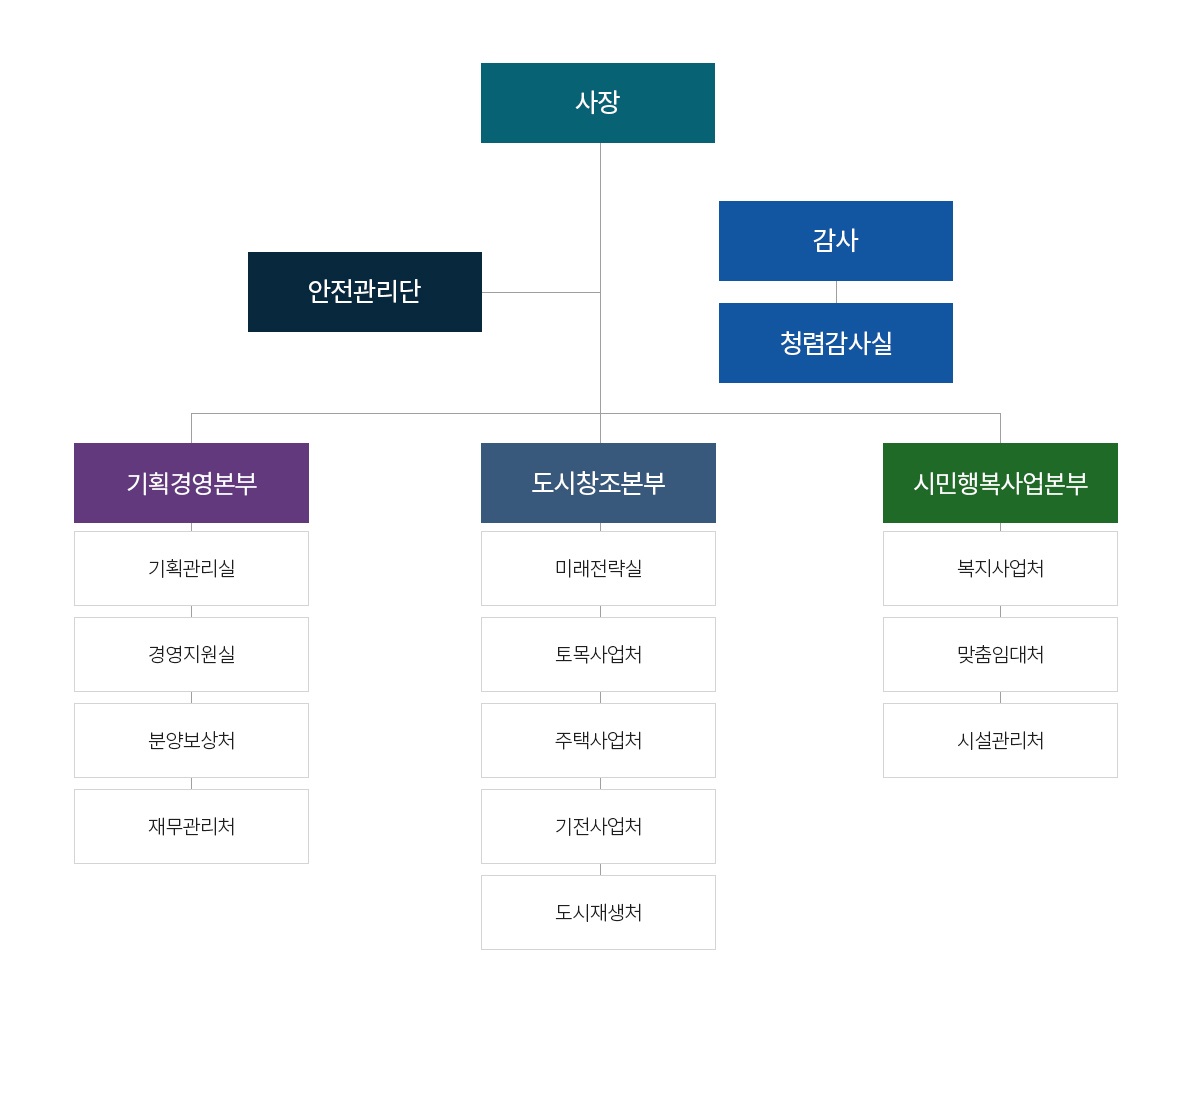 사장
감사
안전관리단
청렴감사실
기획경영본부
기획관리실
경영지원실
분양보상처
재무관리처
도시창조본부
미래전략실
토목사업처
주택사업처
기전사업처
도시재생처
시민행복사업본부
복지사업처
맞춤임대처
시설관리처